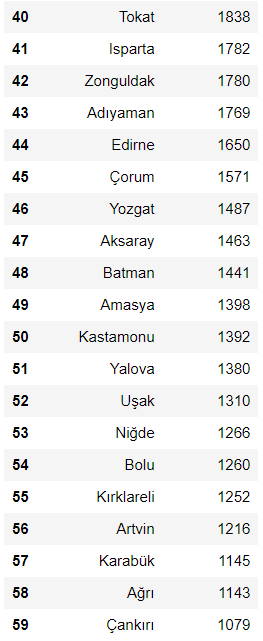 40 Tokat 1838
41 Isparta 1782
42 Zonguldak 1780
43 Adıyaman 1769
44 Edirne 1650
45 Çorum 1571
46 Yozgat 1487
47 Aksaray 1463
48 Batman 1441
49 Amasya 1398
50 Kastamonu 1392
51 Yalova 1380
52 Uşak 1310
53 Niğde 1266
54 Bolu 1260
55 Kırklareli 1252
56 Artvin 1216
57 Karabük 1145
58 Ağrı 1143
59 Çankırı 1079